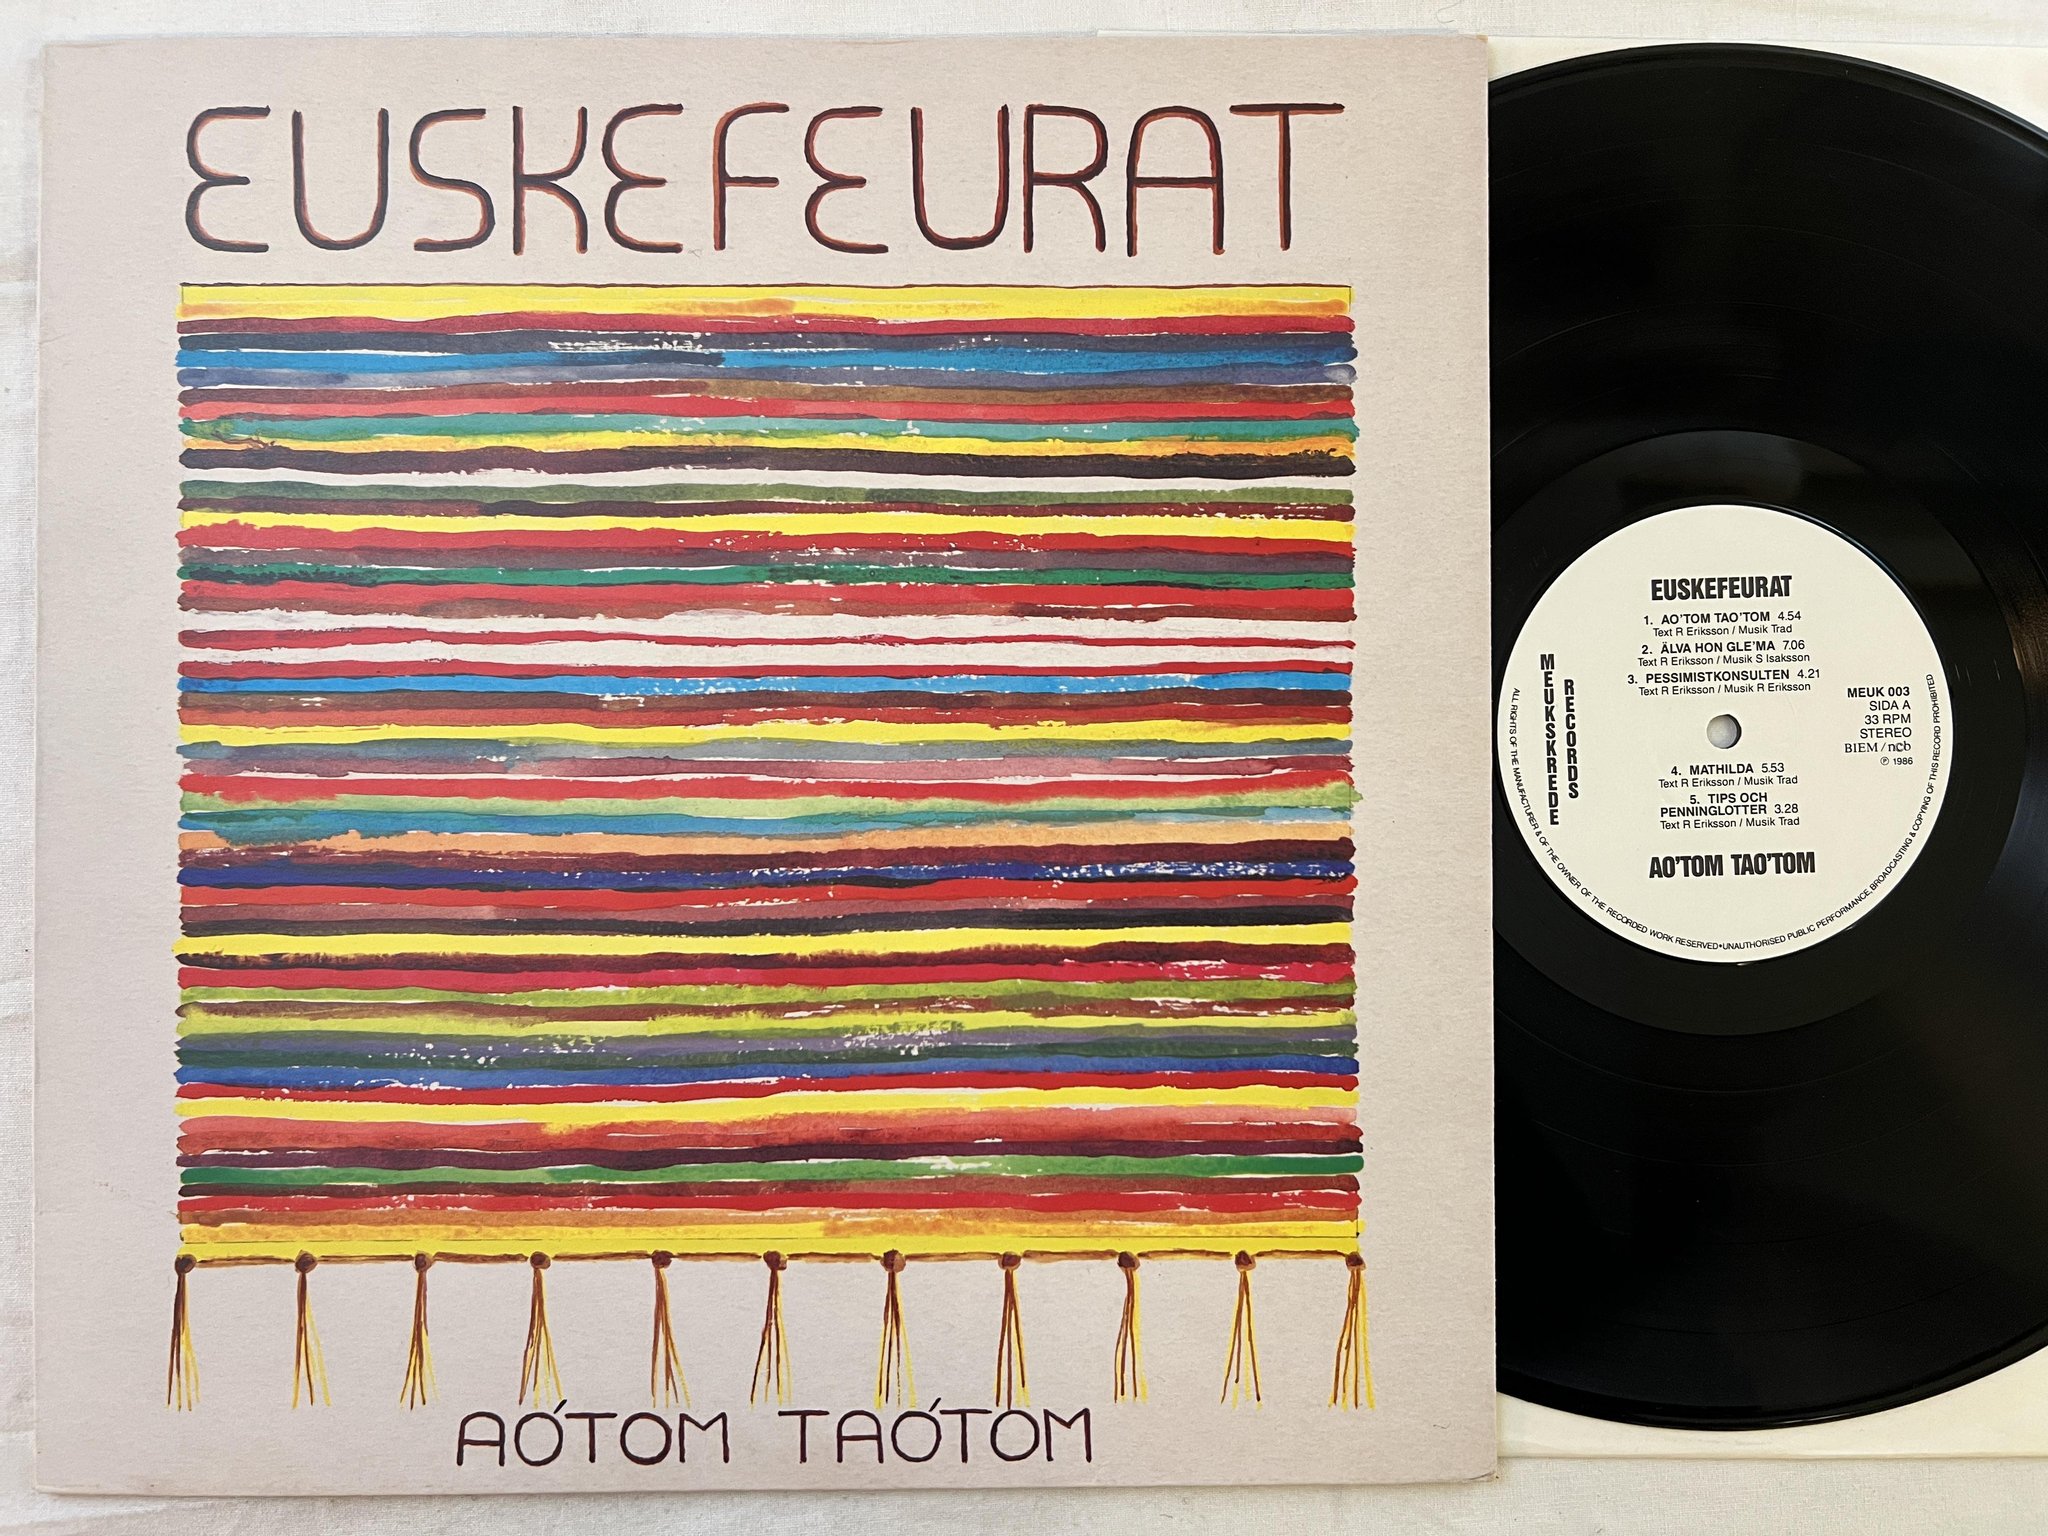 EUSKEFEURAT
AÓTOM TAÓTOM
EUSKEFEURAT
1. AO'TOM TAO'TOM 4.54
Text R Eriksson / Musik Trad
2. ÄLVA HON GLE'MA 7.06
Text R Eriksson / Musik S Isaksson
3. PESSIMISTKONSULTEN 4.21
Text R Eriksson / Musik R Eriksson
MEUKSKREDE
RECORDS
MEUK 003
SIDA A
33 RPM
STEREO
BIEM / ncb
℗ 1986
4. MATHILDA 5.53
Text R Eriksson / Musik Trad
5. TIPS OCH
PENNINGLOTTER 3.28
Text R Eriksson / Musik Trad
AO'TOM TAO'TOM
ALL RIGHTS OF THE MANUFACTURER & OF THE OWNER OF THE RECORDED WORK RESERVED•UNAUTHORISED PUBLIC PERFORMANCE, BROADCASTING & COPYING OF THIS RECORD PROHIBITED